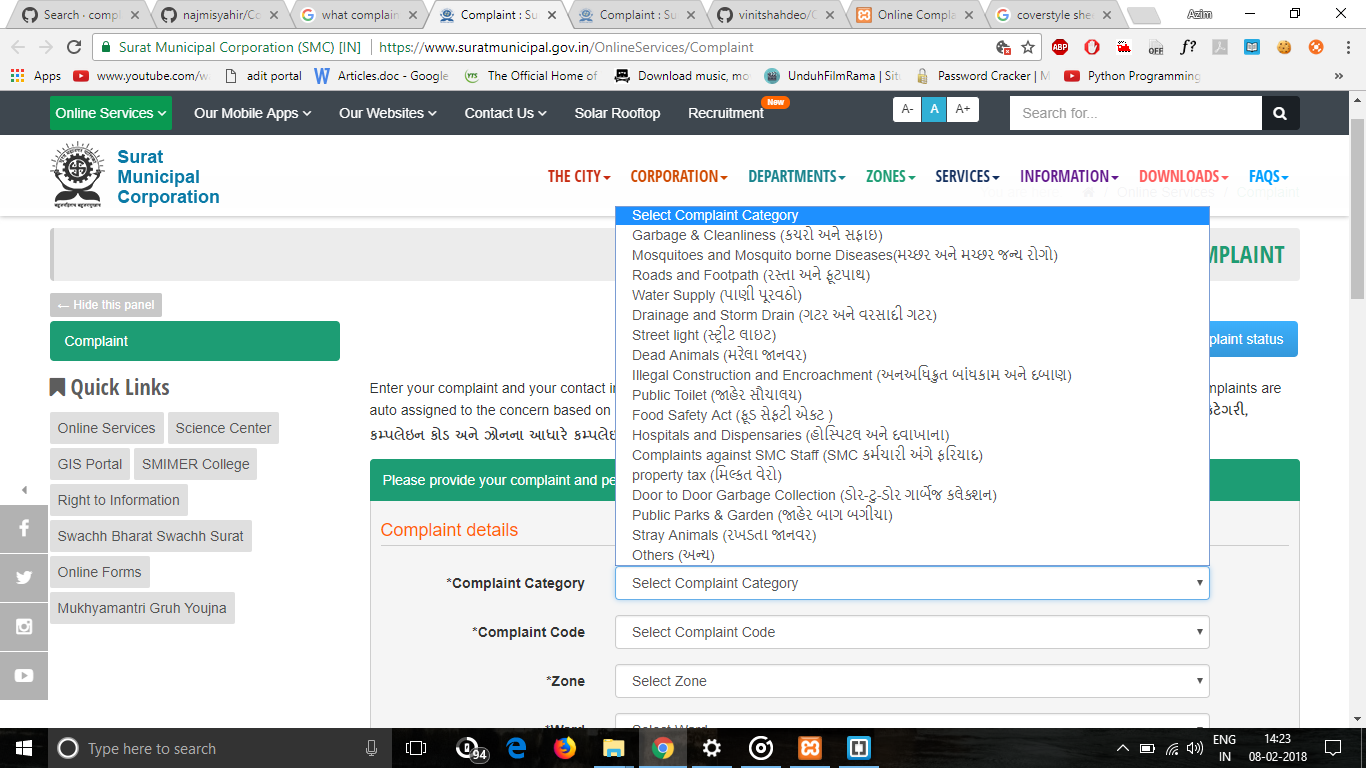 Search - compl
najmisyahir/Co
what complain
Complaint : Su
Complaint : Su
vinitshahdeo/C
Online Compla
coverstyle shee
Azim
Surat Municipal Corporation (SMC) [IN] | https://www.suratmunicipal.gov.in/OnlineServices/Complaint
ABP
OFF
f?
Apps
www.youtube.com/w
adit portal
Articles.doc - Google
The Official Home of
Download music, mo
UnduhFilmRama | Situ
Password Cracker | M
Python Programming
»
Online Services
Our Mobile Apps
Our Websites
Contact Us
Solar Rooftop
Recruitment
New
A-
A
A+
Search for...
Surat
Municipal
Corporation
THE CITY
CORPORATION
DEPARTMENTS
ZONES
SERVICES
INFORMATION
DOWNLOADS
FAQS
Select Complaint Category
Garbage & Cleanliness (કચરો અને સફાઇ)
Mosquitoes and Mosquito borne Diseases(મચ્છર અને મચ્છર જન્ય રોગો)
Roads and Footpath (રસ્તા અને ફૂટપાથ)
Water Supply (પાણી પૂરવઠો)
Drainage and Storm Drain (ગટર અને વરસાદી ગટર)
Street light (સ્ટ્રીટ લાઇટ)
Dead Animals (મરેલા જાનવર)
Illegal Construction and Encroachment (અનઅધિક્રુત બાંધકામ અને દબાણ)
Public Toilet (જાહેર સૌચાલય)
Food Safety Act (ફૂડ સેફટી એક્ટ )
Hospitals and Dispensaries (હોસ્પિટલ અને દવાખાના)
Complaints against SMC Staff (SMC કર્મચારી અંગે ફરિયાદ)
property tax (મિલ્કત વેરો)
Door to Door Garbage Collection (ડોર-ટુ-ડોર ગાર્બેજ કલેક્શન)
Public Parks & Garden (જાહેર બાગ બગીચા)
Stray Animals (રખડતા જાનવર)
Others (અન્ય)
MPLAINT
← Hide this panel
Complaint
plaint status
Quick Links
Online Services
Science Center
GIS Portal
SMIMER College
Right to Information
Swachh Bharat Swachh Surat
Online Forms
Mukhyamantri Gruh Youjna
Enter your complaint and your contact in
mplaints are
auto assigned to the concern based on
કેટેગરી,
કમ્પલેઇન કોડ અને ઝોનના આધારે કમ્પલેઇ
Please provide your complaint and pe
Complaint details
*Complaint Category
Select Complaint Category
*Complaint Code
Select Complaint Code
*Zone
Select Zone
*Ward
Select Ward
Type here to search
94
ENG
IN
14:23
08-02-2018